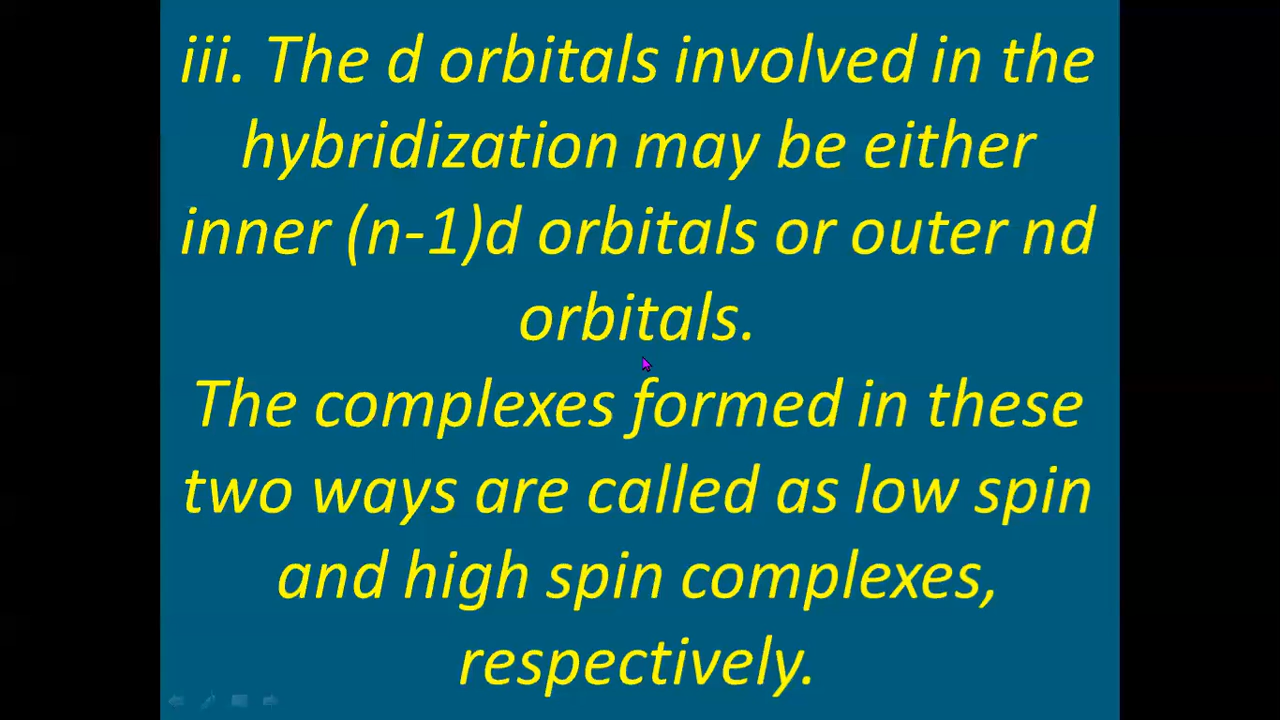 iii. The d orbitals involved in the
hybridization may be either
inner (n-1)d orbitals or outer nd
orbitals.
The complexes formed in these
two ways are called as low spin
and high spin complexes,
respectively.